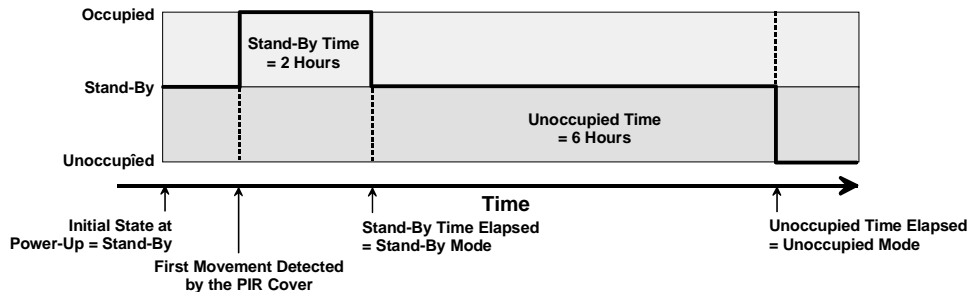 Occupied
Stand-By Time
= 2 Hours
Stand-By
Unoccupied Time
= 6 Hours
Unoccupied
Time
Initial State at
Power-Up = Stand-By
Stand-By Time Elapsed
= Stand-By Mode
Unoccupied Time Elapsed
= Unoccupied Mode
First Movement Detected
by the PIR Cover